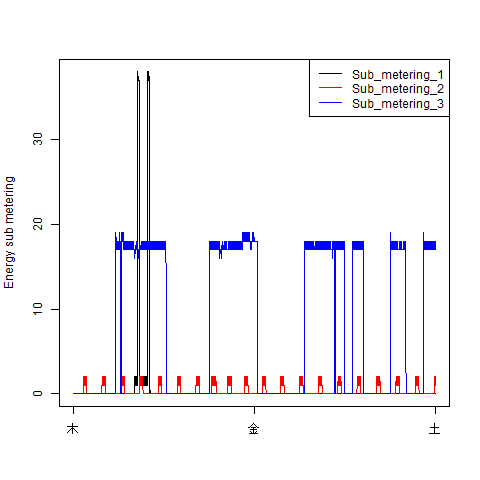 Sub_metering_1
Sub_metering_2
Sub_metering_3
Energy sub metering
30
20
10
0
木 金 土